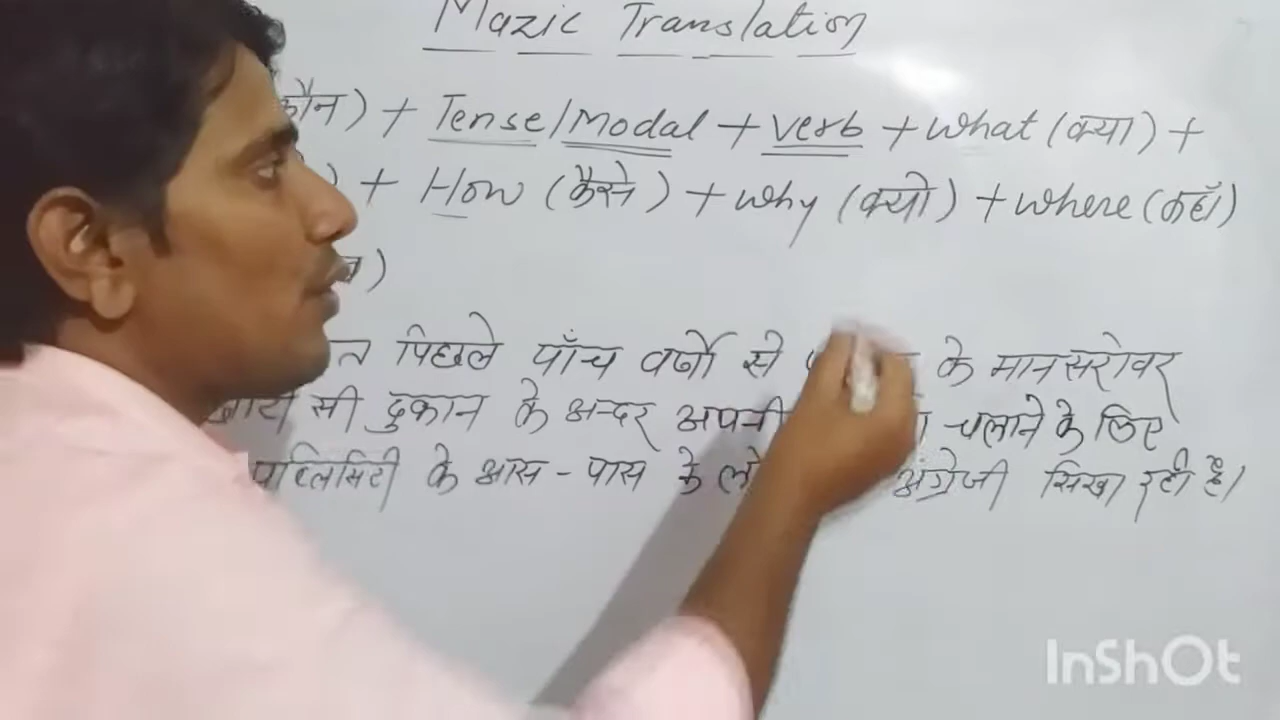 Mazic Translation
कौन) + Tense/Modal + verb + what (क्या) +
) + How (कैसे) + why (क्यो) + where (कहाँ)
)
पिछले पाँच वर्षो से के मानसरोवर
सी दुकान के अन्दर अपनी चलाने के लिए
पब्लिसिटी के आस - पास के अंग्रेजी सिखा रही है।
InShOt